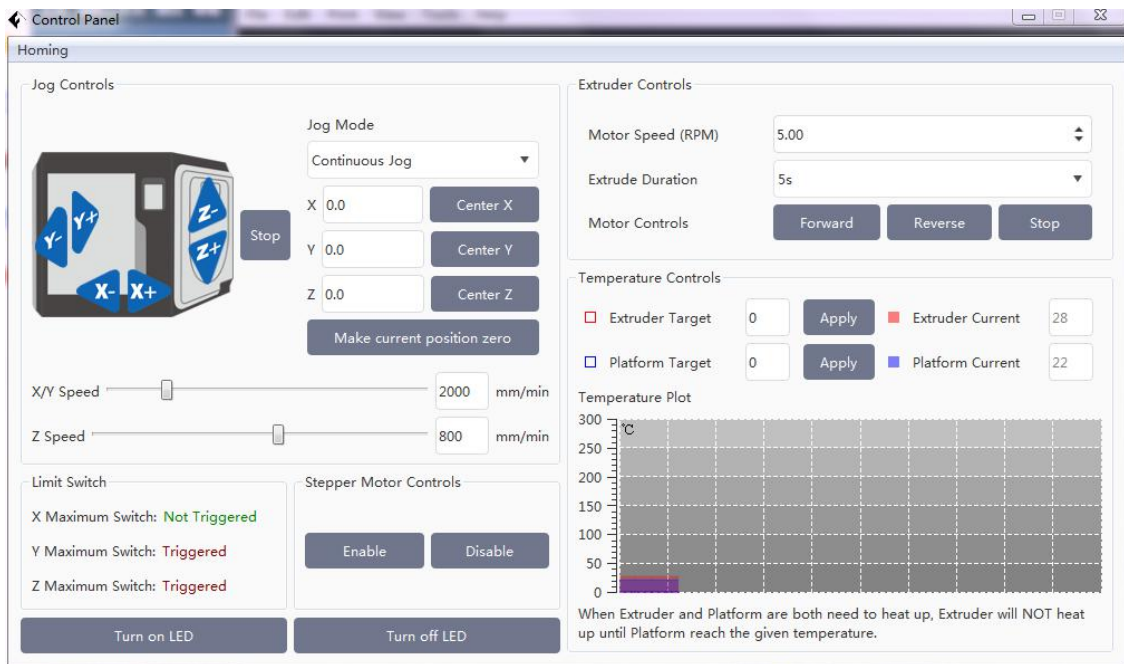 Control Panel
Homing
Jog Controls
Jog Mode
Continuous Jog
X 0.0 Center X
Y 0.0 Center Y
Z 0.0 Center Z
Make current position zero
Y- Y+
Z-
Z+
X- X+
Stop
X/Y Speed 2000 mm/min
Z Speed 800 mm/min
Limit Switch
X Maximum Switch: Not Triggered
Y Maximum Switch: Triggered
Z Maximum Switch: Triggered
Stepper Motor Controls
Enable Disable
Turn on LED Turn off LED
Extruder Controls
Motor Speed (RPM) 5.00
Extrude Duration 5s
Motor Controls Forward Reverse Stop
Temperature Controls
Extruder Target 0 Apply Extruder Current 28
Platform Target 0 Apply Platform Current 22
Temperature Plot
300
°C
250
200
150
100
50
0
When Extruder and Platform are both need to heat up, Extruder will NOT heat
up until Platform reach the given temperature.